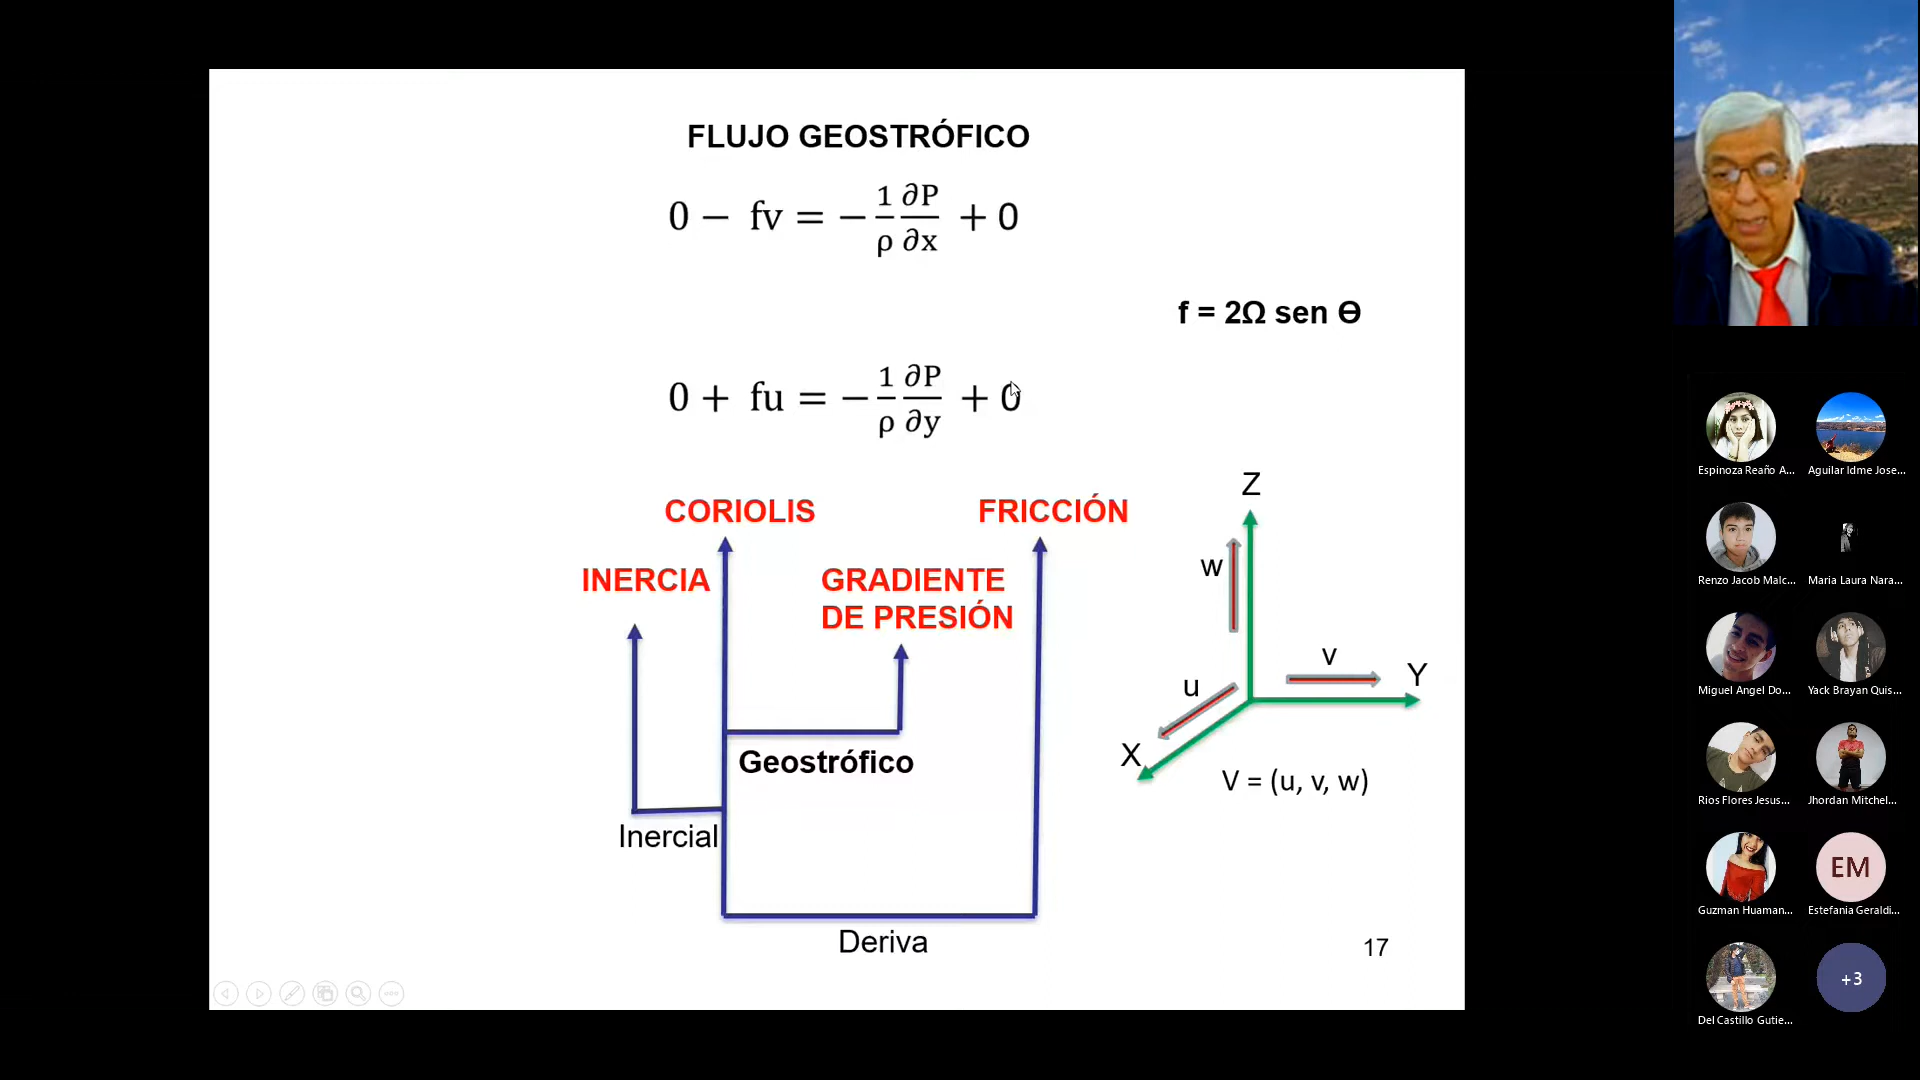 FLUJO GEOSTRÓFICO
0 − fv = −1/ρ ∂P/∂x + 0
f = 2Ω sen Ɵ
0 + fu = −1/ρ ∂P/∂y + 0
CORIOLIS
FRICCIÓN
INERCIA
GRADIENTE
DE PRESIÓN
Geostrófico
Inercial
Deriva
Z
w
v
Y
u
X
V = (u, v, w)
17
Espinoza Reaño A...
Aguilar Idme Jose...
Renzo Jacob Malc...
Maria Laura Nara...
Miguel Angel Do...
Yack Brayan Quis...
Rios Flores Jesus...
Jhordan Mitchel...
Guzman Huaman...
EM
Estefania Geraldi...
Del Castillo Gutie...
+3